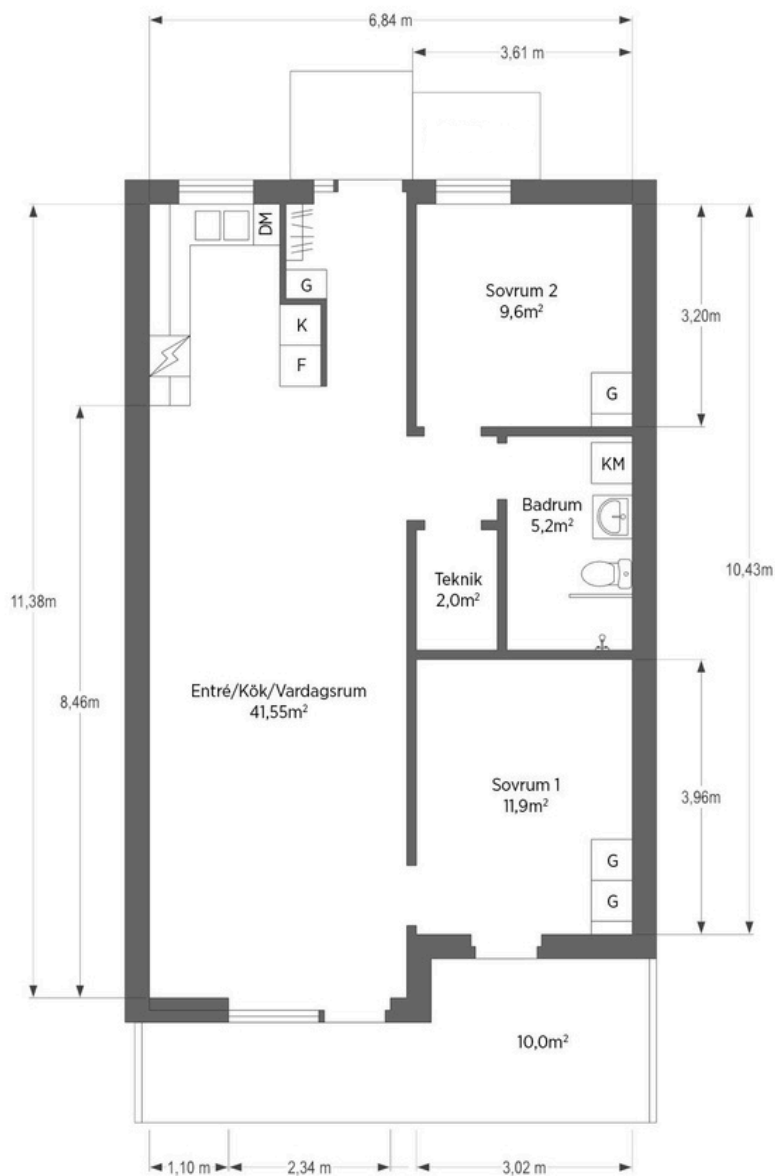 6,84 m
3,61 m
DM
G
K
F
Sovrum 2
9,6m²
G
3,20m
KM
Badrum
5,2m²
Teknik
2,0m²
10,43m
11,38m
8,46m
Entré/Kök/Vardagsrum
41,55m²
Sovrum 1
11,9m²
3,96m
G
G
10,0m²
1,10 m
2,34 m
3,02 m